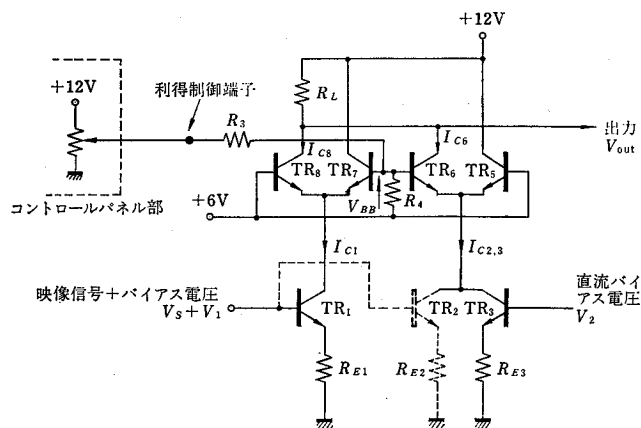 +12V
+12V
利得制御端子
R3
RL
出力
Vout
IC8
IC6
TR8
TR7
TR6
TR5
コントロールパネル部
+6V
VBB
R4
IC1
IC2,3
映像信号+バイアス電圧
VS+V1
TR1
TR2
TR3
直流バイ
アス電圧
V2
RE1
RE2
RE3